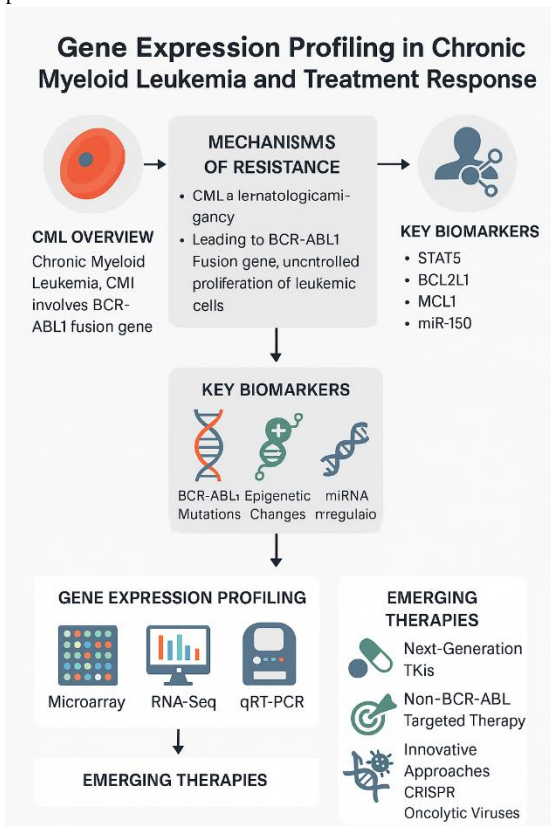 Gene Expression Profiling in Chronic
Myeloid Leukemia and Treatment Response
CML OVERVIEW
Chronic Myeloid
Leukemia, CMI
involves BCR-
ABL1 fusion gene
MECHANISMS
OF RESISTANCE
• CML a lernatologicami-
gancy
• Leading to BCR-ABL1
Fusion gene, uncntrolled
proliferation of leukemic
cells
KEY BIOMARKERS
• STAT5
• BCL2L1
• MCL1
• miR-150
KEY BIOMARKERS
BCR-ABL1
Mutations
Epigenetic
Changes
miRNA
GENE EXPRESSION PROFILING
Microarray
RNA-Seq
qRT-PCR
EMERGING THERAPIES
EMERGING
THERAPIES
Next-Generation
TKis
Non-BCR-ABL
Targeted Therapy
Innovative
Approaches
CRISPR
Oncolytic Viruses